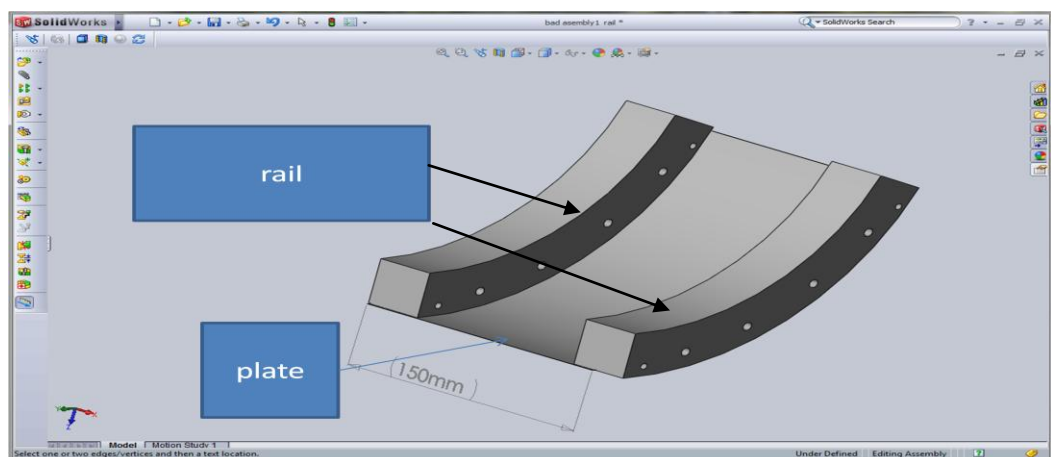 SolidWorks
bad asembly1 rail *
SolidWorks Search
rail
plate
(150mm)
Model
Motion Study 1
Select one or two edges/vertices and then a text location.
Under Defined
Editing Assembly